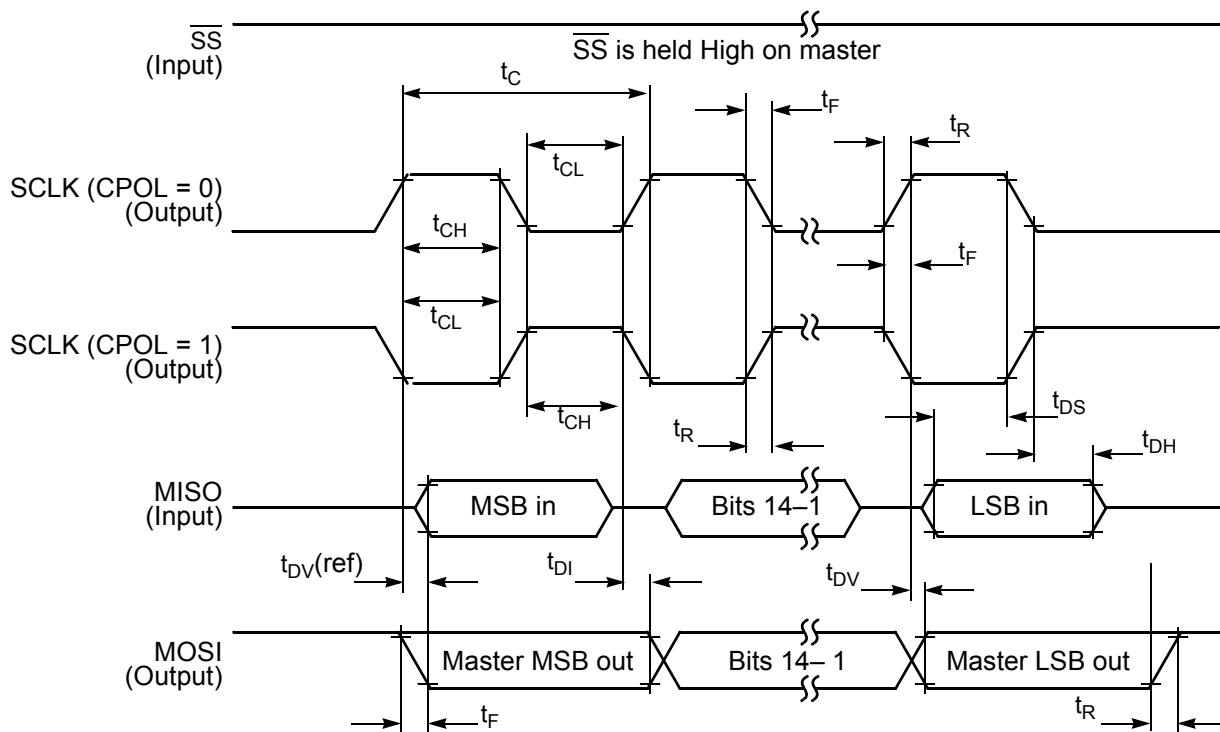 SS
(Input)
SS is held High on master
tC
tF
tR
tCL
SCLK (CPOL = 0)
(Output)
tCH
tF
tCL
SCLK (CPOL = 1)
(Output)
tCH
tR
tDS
tDH
MISO
(Input)
MSB in
Bits 14–1
LSB in
tDV(ref)
tDI
tDV
MOSI
(Output)
Master MSB out
Bits 14– 1
Master LSB out
tF
tR